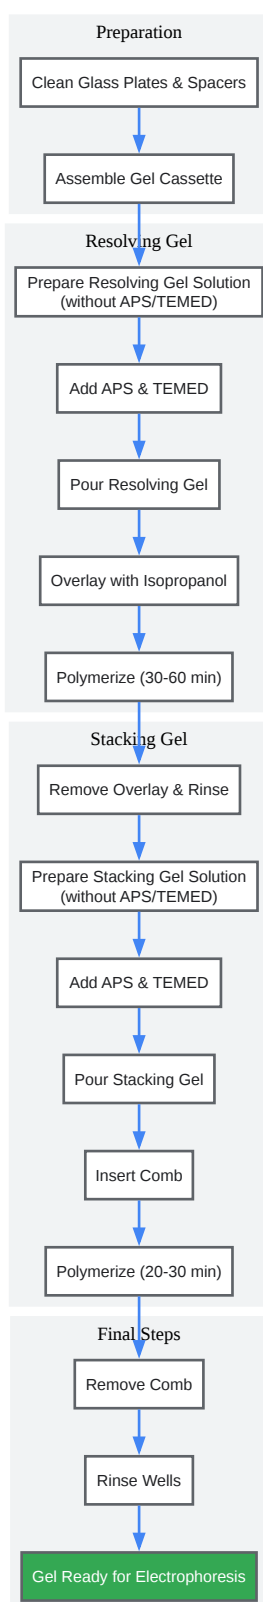 Preparation
Clean Glass Plates & Spacers
Assemble Gel Cassette
Resolving Gel
Prepare Resolving Gel Solution
(without APS/TEMED)
Add APS & TEMED
Pour Resolving Gel
Overlay with Isopropanol
Polymerize (30-60 min)
Stacking Gel
Remove Overlay & Rinse
Prepare Stacking Gel Solution
(without APS/TEMED)
Add APS & TEMED
Pour Stacking Gel
Insert Comb
Polymerize (20-30 min)
Final Steps
Remove Comb
Rinse Wells
Gel Ready for Electrophoresis